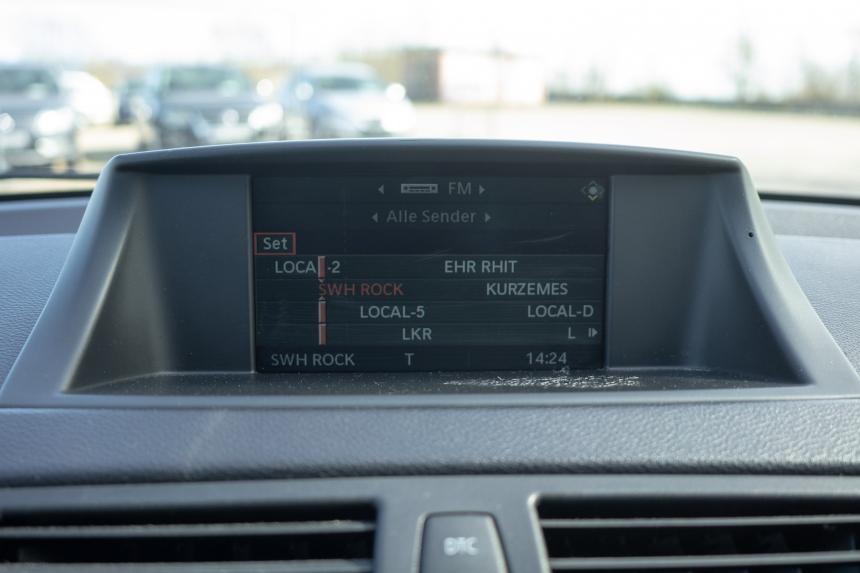 FM
Alle Sender
Set
LOCA -2 EHR RHIT
SWH ROCK KURZEMES
LOCAL-5 LOCAL-D
LKR L
SWH ROCK T 14:24
DTC